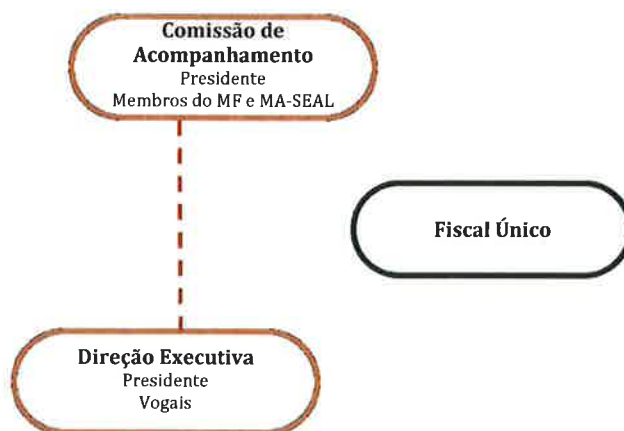 Comissão de
Acompanhamento
Presidente
Membros do MF e MA-SEAL
Fiscal Único
Direção Executiva
Presidente
Vogais